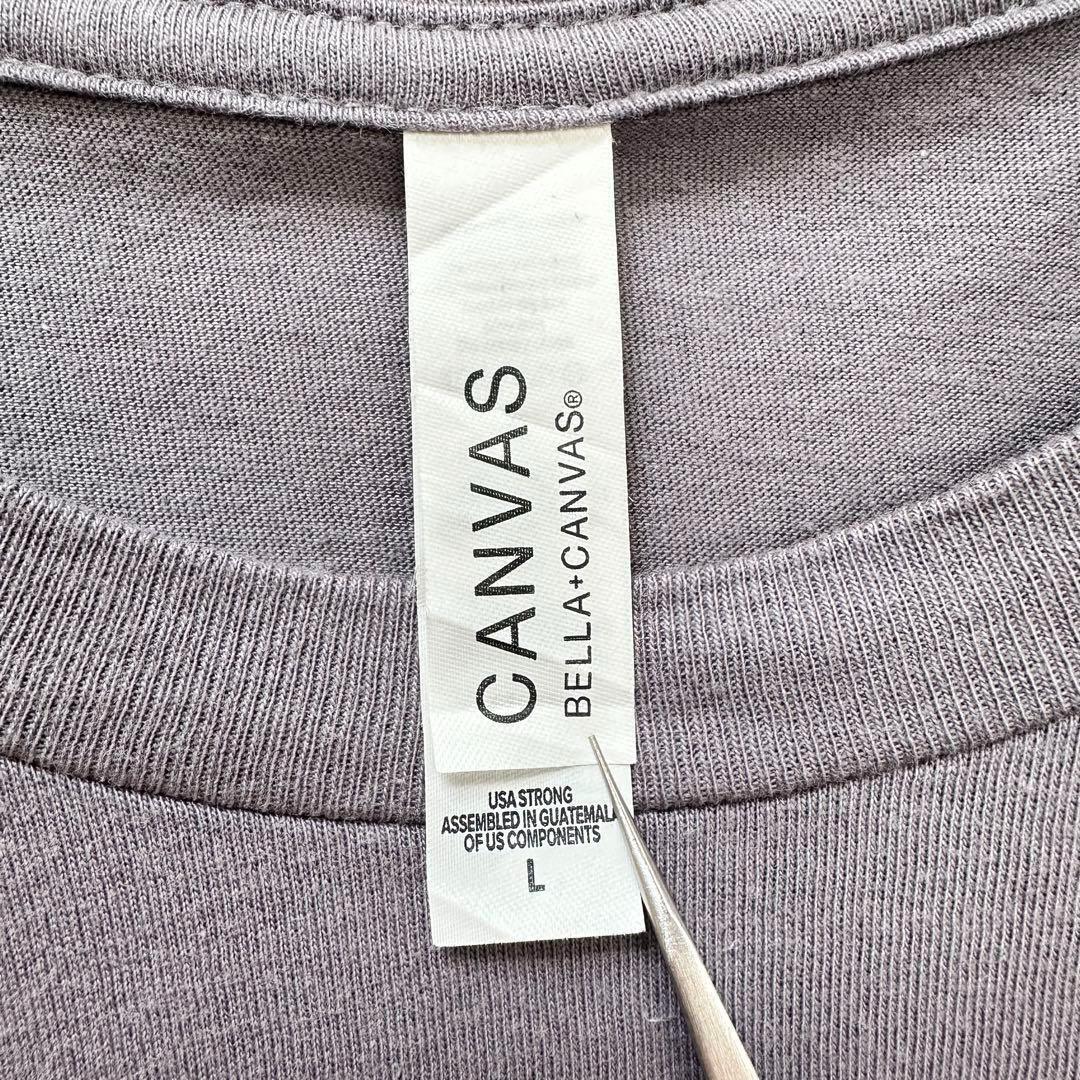 CANVAS
BELLA+CANVAS®
USA STRONG
ASSEMBLED IN GUATEMALA
OF US COMPONENTS
L